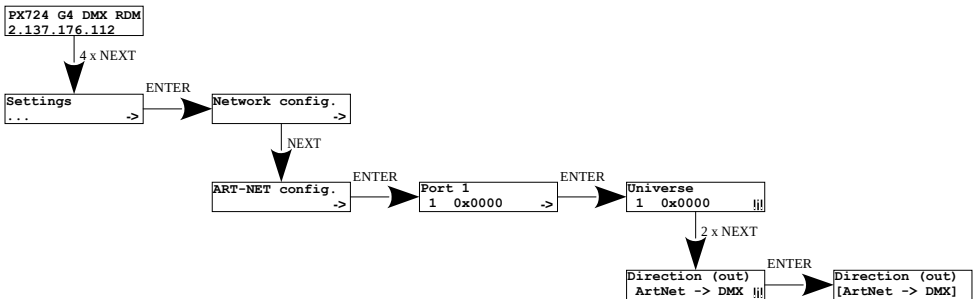 PX724 G4 DMX RDM
2.137.176.112
4 x NEXT
Settings
... ->
ENTER
Network config.
->
NEXT
ART-NET config.
->
ENTER
Port 1
1 0x0000 ->
ENTER
Universe
1 0x0000 !¡!
2 x NEXT
Direction (out)
ArtNet -> DMX !¡!
ENTER
Direction (out)
[ArtNet -> DMX]